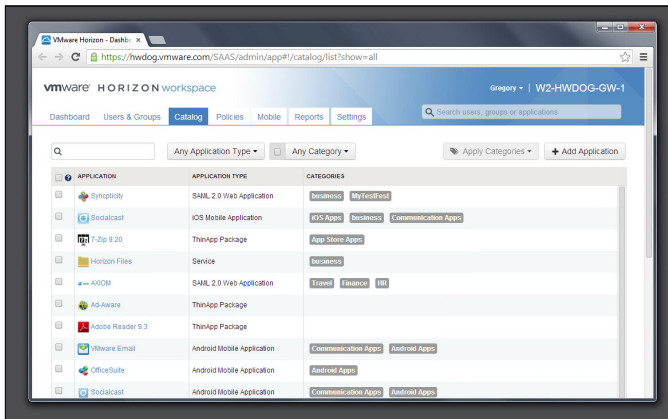 VMware Horizon - Dashbo
https://hwdog.vmware.com/SAAS/admin/app#!/catalog/list?show=all
vmware HORIZON workspace
Gregory W2-HWDOG-GW-1
Dashboard Users & Groups Catalog Policies Mobile Reports Settings
Search users, groups or applications
Any Application Type Any Category Apply Categories + Add Application
APPLICATION APPLICATION TYPE CATEGORIES
Syncplicity SAML 2.0 Web Application business MyTestFest
Socialcast iOS Mobile Application iOS Apps business Communication Apps
7-Zip 9.20 ThinApp Package App Store Apps
Horizon Files Service business
AXIOM SAML 2.0 Web Application Travel Finance HR
Ad-Aware ThinApp Package
Adobe Reader 9.3 ThinApp Package
VMware Email Android Mobile Application Communication Apps Android Apps
OfficeSuite Android Mobile Application Android Apps
Socialcast Android Mobile Application Communication Apps Android Apps